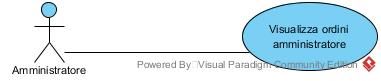 Visualizza ordini
amministratore
Powered By Visual Paradigm Community Edition
Amministratore